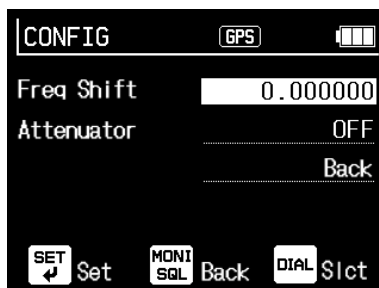 CONFIG GPS
Freq Shift 0.000000
Attenuator OFF
Back
SET Set MONI SQL Back DIAL Slct